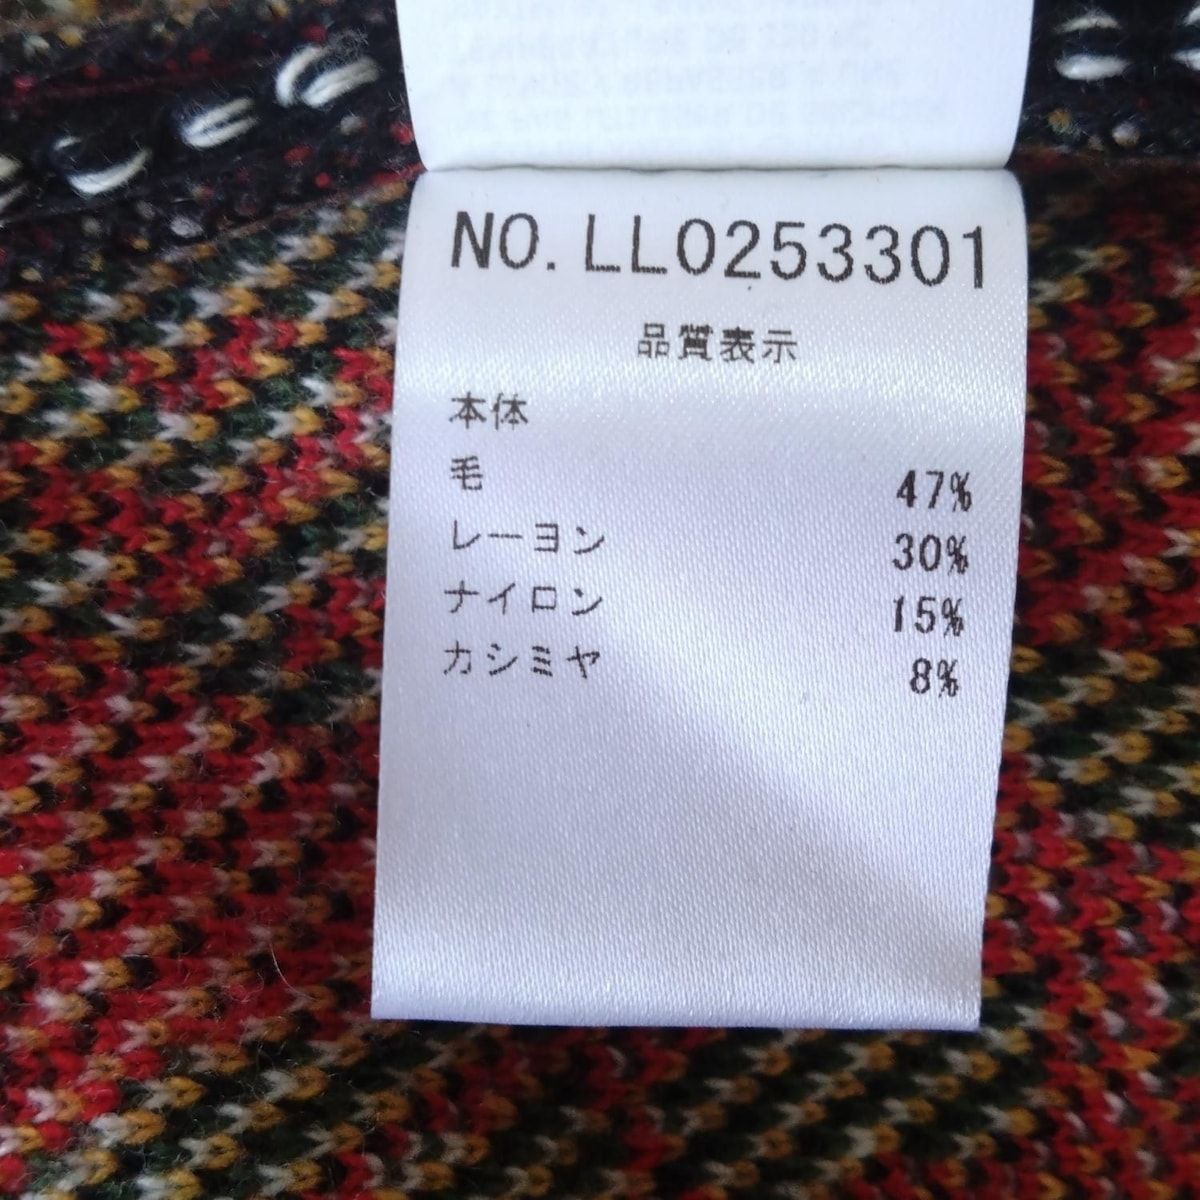 NO. LL0253301
品質表示
本体
毛 47%
レーヨン 30%
ナイロン 15%
カシミヤ 8%